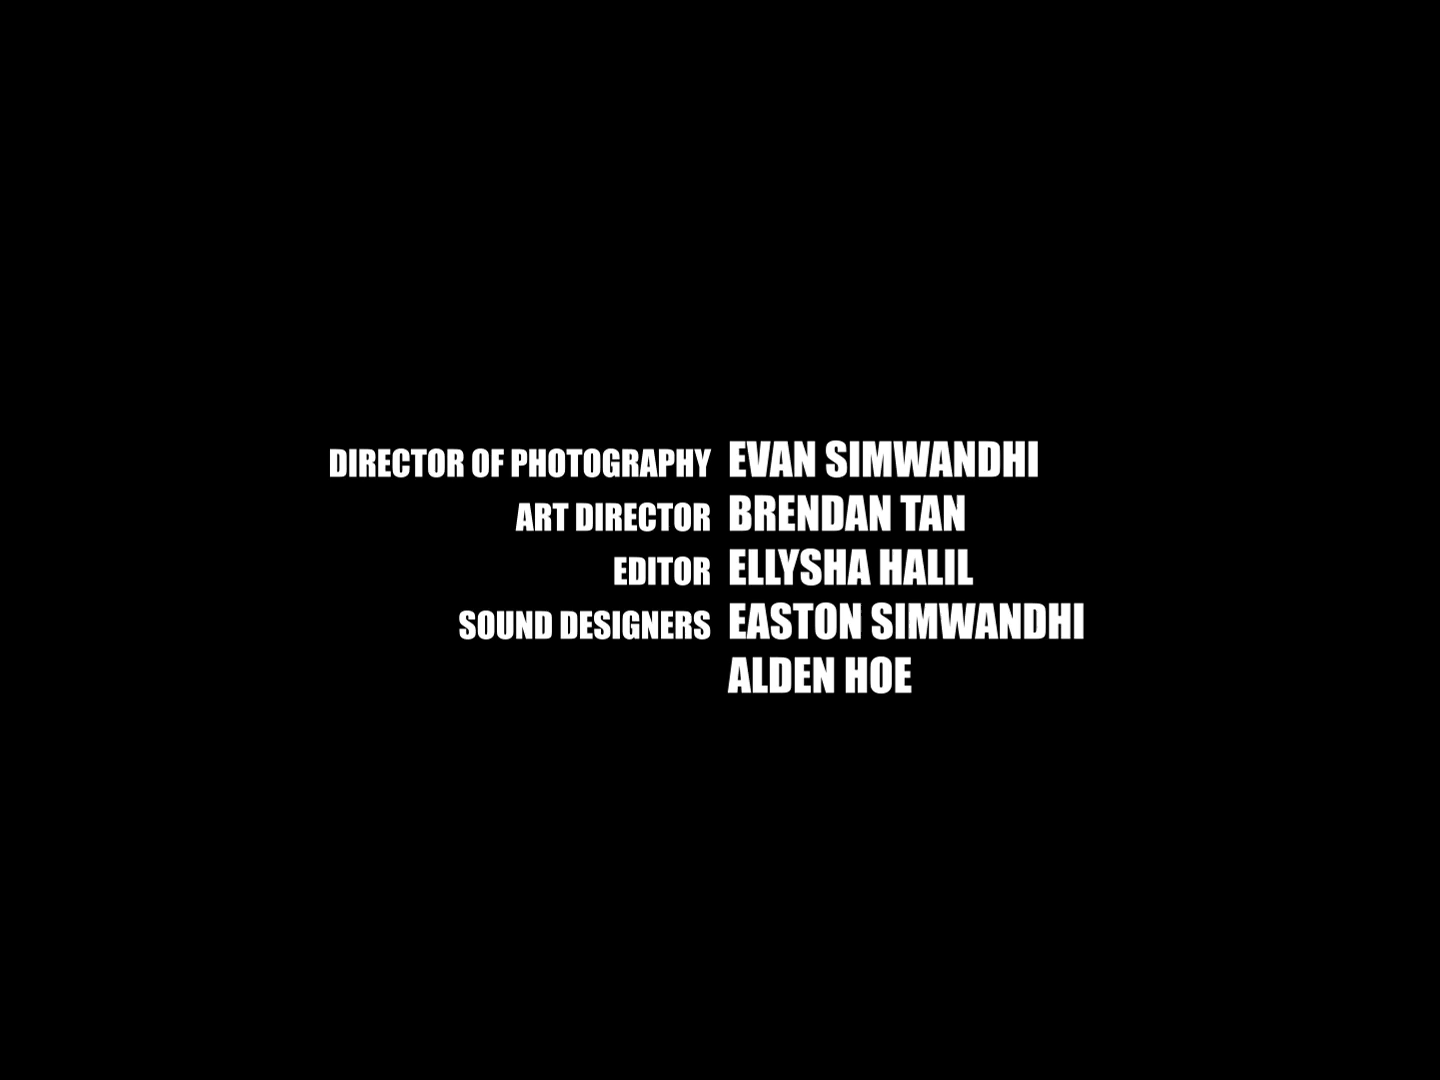 DIRECTOR OF PHOTOGRAPHY EVAN SIMWANDHI
ART DIRECTOR BRENDAN TAN
EDITOR ELLYSHA HALIL
SOUND DESIGNERS EASTON SIMWANDHI
ALDEN HOE